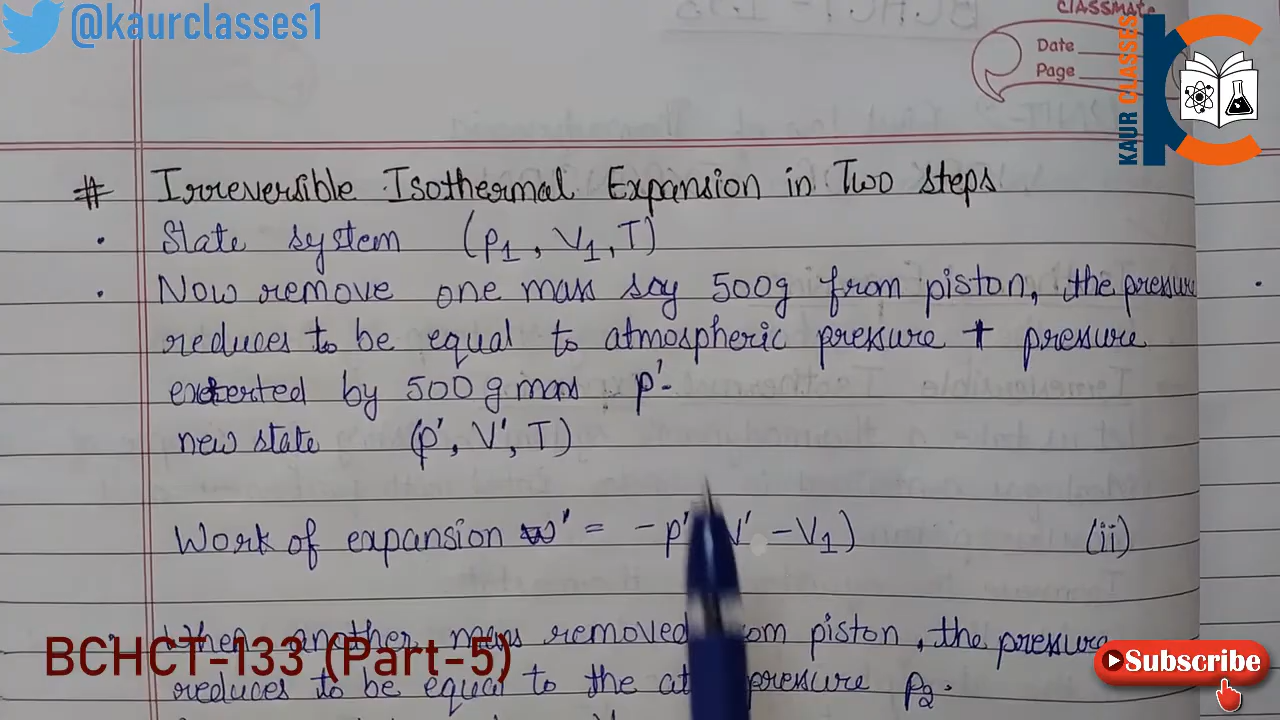 @kaurclasses1
CLASSMATE
Date
Page
KAUR CLASSES
# Irreversible Isothermal Expansion in Two steps
• State system (p1, V1, T)
• Now remove one mass say 500g from piston, the pressure
reduces to be equal to atmospheric pressure + pressure
exerted by 500 g mass p'.
new state (p', V', T)
Work of expansion w' = -p' V' - V1) (ii)
When another mass removed piston, the pressure
reduces to be equal to the pressure p2.
BCHCT-133 (Part-5)
Subscribe